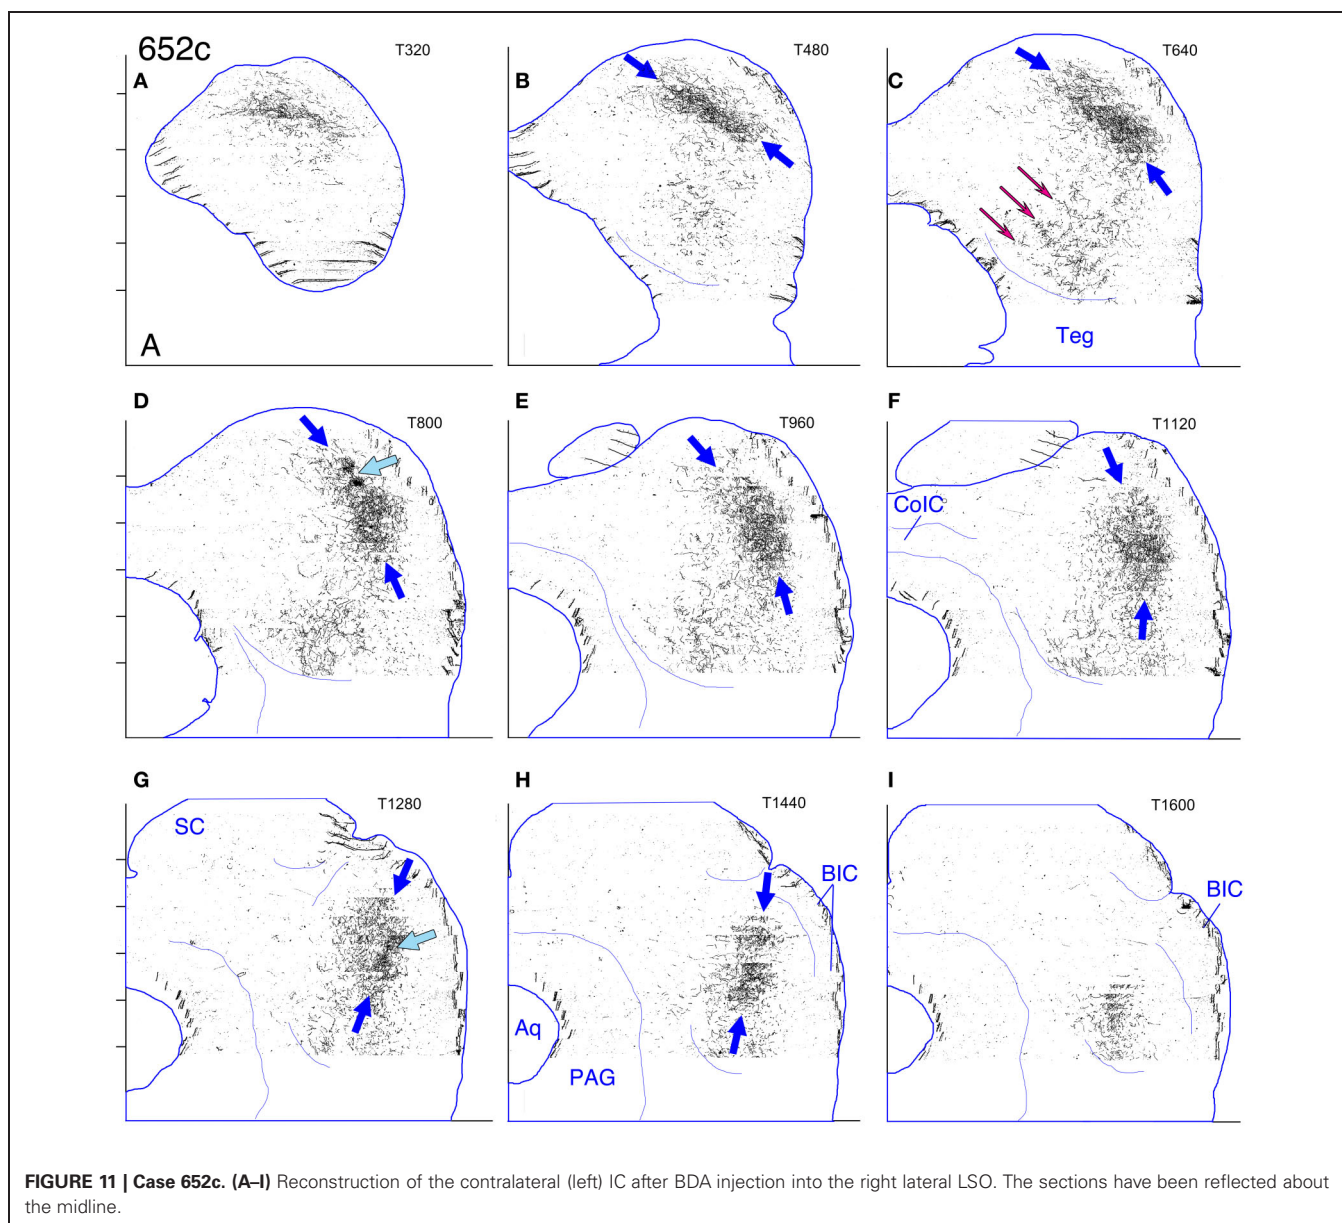 652c
A
T320
A
B
T480
C
T640
Teg
D
T800
E
T960
F
T1120
CoIC
G
T1280
SC
H
T1440
BIC
Aq
PAG
I
T1600
BIC
FIGURE 11 | Case 652c. (A–I) Reconstruction of the contralateral (left) IC after BDA injection into the right lateral LSO. The sections have been reflected about
the midline.